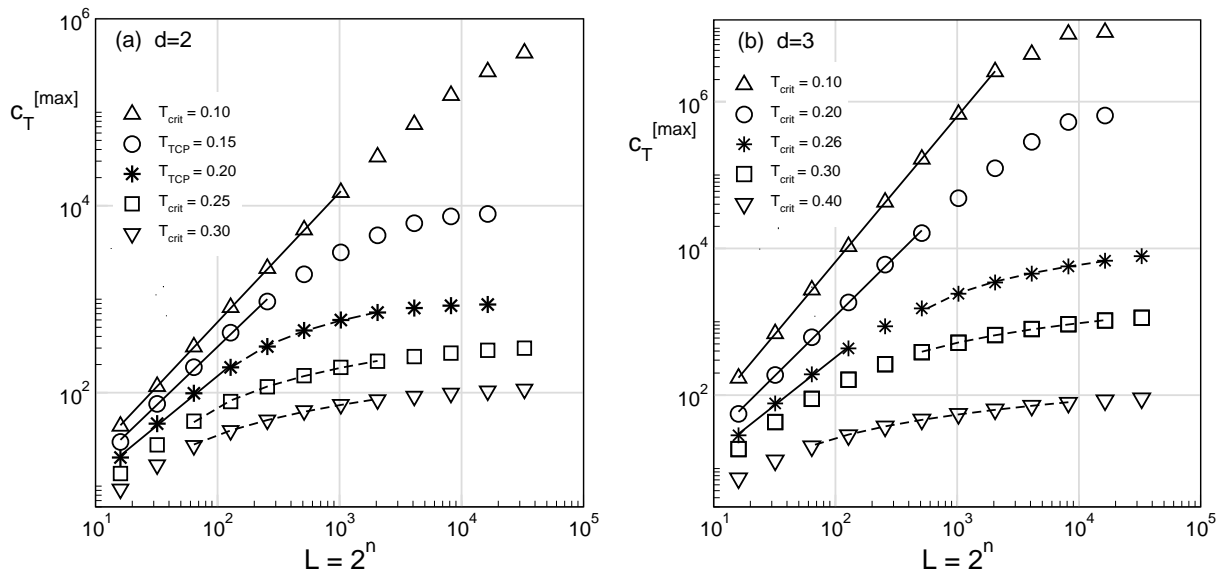 (a) d=2
10^6
c_T^[max]
T_crit = 0.10
T_TCP = 0.15
T_TCP = 0.20
T_crit = 0.25
T_crit = 0.30
10^4
10^2
10^1 10^2 10^3 10^4 10^5
L = 2^n
(b) d=3
c_T^[max]
T_crit = 0.10
T_crit = 0.20
T_crit = 0.26
T_crit = 0.30
T_crit = 0.40
10^6
10^4
10^2
10^1 10^2 10^3 10^4 10^5
L = 2^n